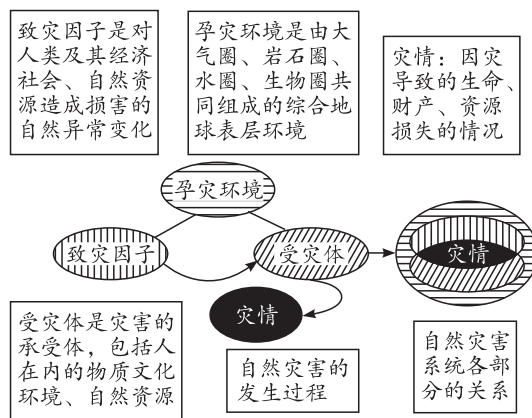 致灾因子是对
人类及其经济
社会、自然资
源造成损害的
自然异常变化
孕灾环境是由大
气圈、岩石圈、
水圈、生物圈共
同组成的综合地
球表层环境
灾情：因灾
导致的生命、
财产、资源
损失的情况
孕灾环境
致灾因子
受灾体
灾情
灾情
受灾体是灾害的
承受体，包括人
在内的物质文化
环境、自然资源
自然灾害的
发生过程
自然灾害
系统各部
分的关系